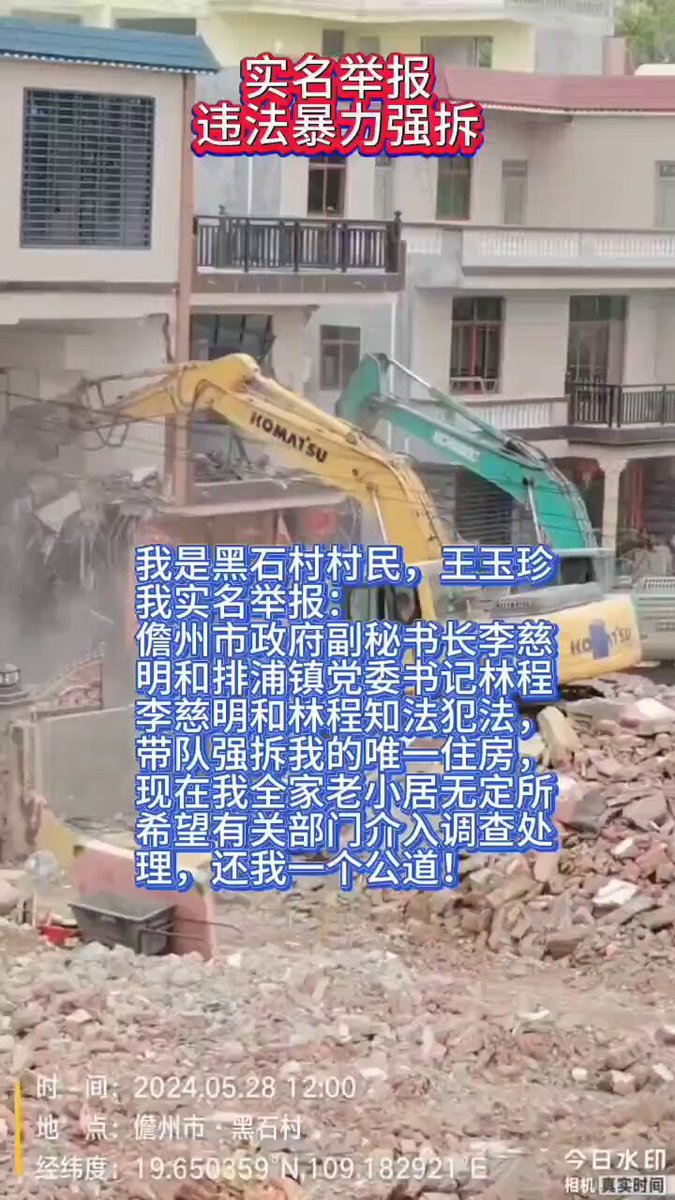 实名举报
违法暴力强拆
KOMATSU
我是黑石村村民，王玉珍
我实名举报：
儋州市政府副秘书长李慈
明和排浦镇党委书记林程
李慈明和林程知法犯法，
带队强拆我的唯一住房，
现在我全家老小居无定所
希望有关部门介入调查处
理，还我一个公道！
时 间：2024.05.28 12:00
地 点：儋州市·黑石村
经纬度：19.650359°N,109.182921°E
今日水印
相机 真实时间